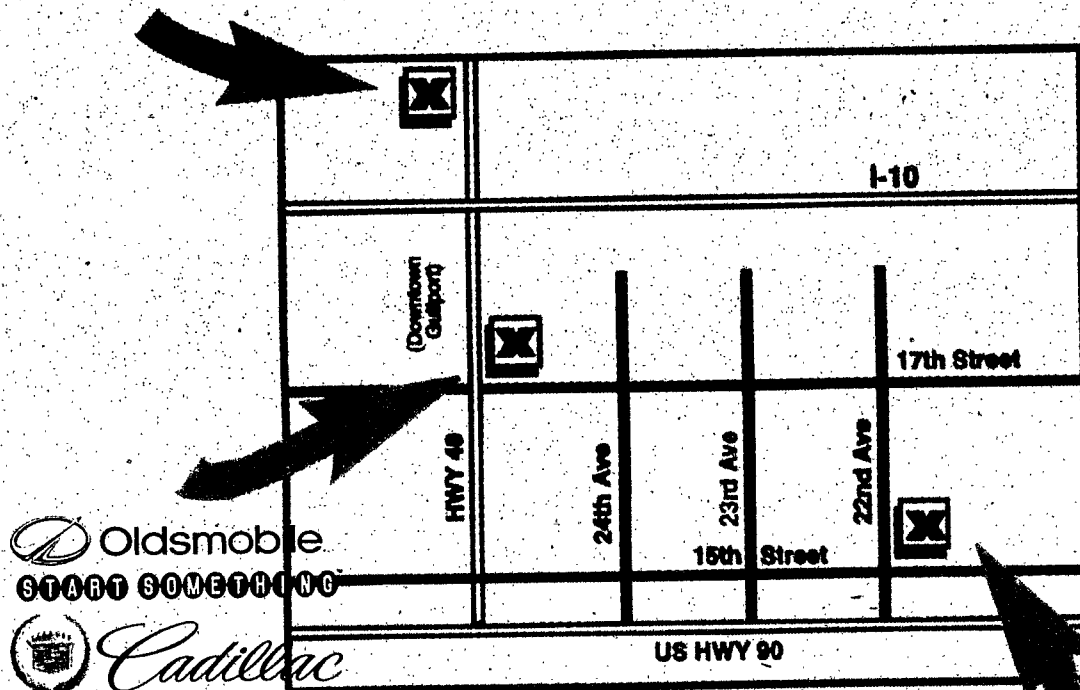 X
I-10
(Downtown
Gulfport)
X
17th Street
HWY 49
24th Ave
23rd Ave
22nd Ave
X
15th Street
Oldsmobile
START SOMETHING
Cadillac
US HWY 90